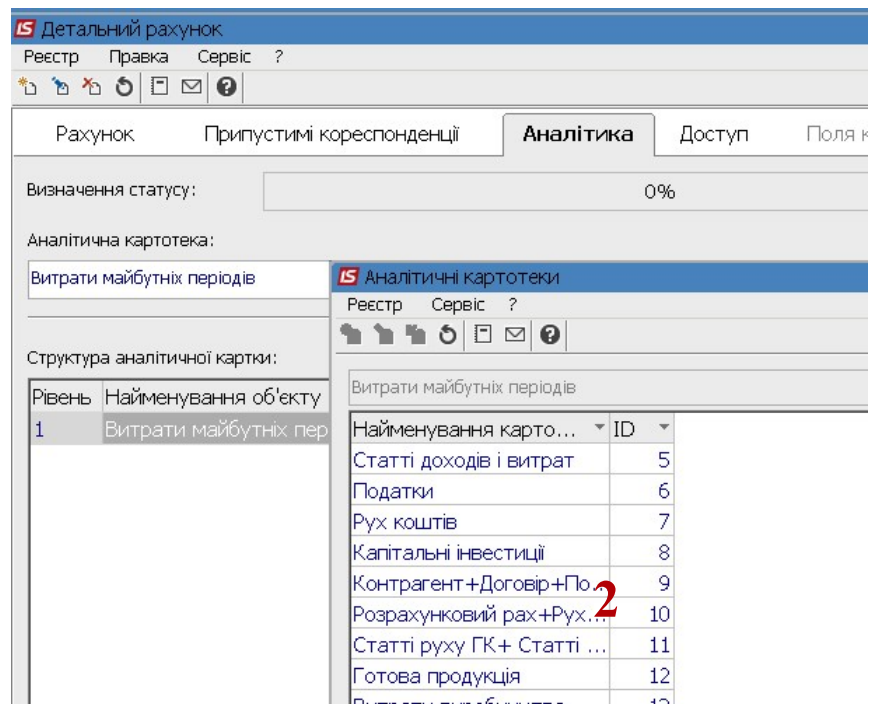 Детальний рахунок
Реєстр Правка Сервіс ?
Рахунок Припустимі кореспонденції Аналітика Доступ Поля к
Визначення статусу: 0%
Аналітична картотека:
Витрати майбутніх періодів
Структура аналітичної картки:
Рівень Найменування об'єкту
1 Витрати майбутніх пер
Аналітичні картотеки
Реєстр Сервіс ?
Витрати майбутніх періодів
Найменування карто... ID
Статті доходів і витрат 5
Податки 6
Рух коштів 7
Капітальні інвестиції 8
Контрагент+Договір+По... 9
2
Розрахунковий рах+Рух... 10
Статті руху ГК+ Статті ... 11
Готова продукція 12